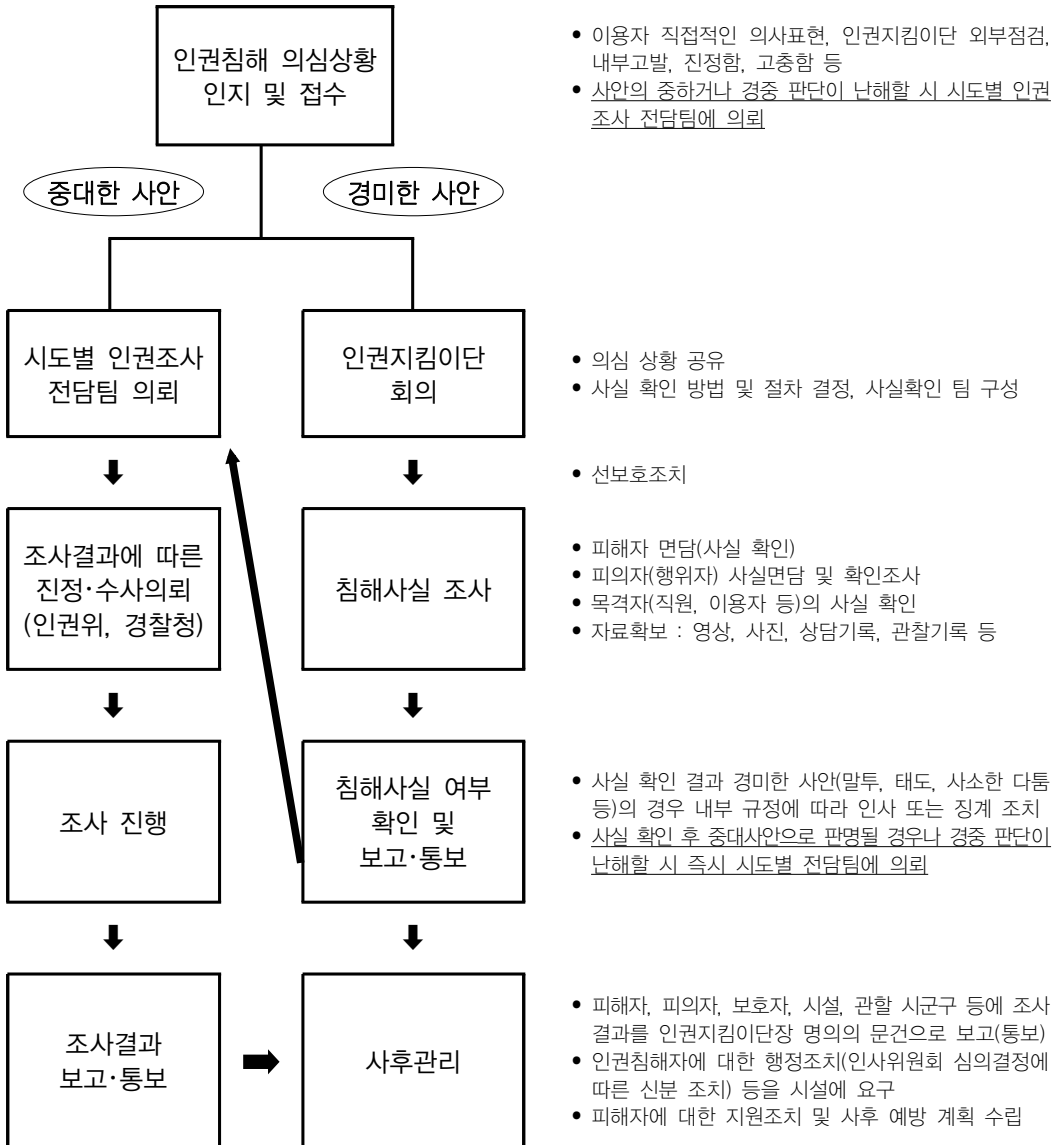 인권침해 의심상황
인지 및 접수
• 이용자 직접적인 의사표현, 인권지킴이단 외부점검,
내부고발, 진정함, 고충함 등
• 사안의 중하거나 경중 판단이 난해할 시 시도별 인권
조사 전담팀에 의뢰
중대한 사안
경미한 사안
시도별 인권조사
전담팀 의뢰
인권지킴이단
회의
• 의심 상황 공유
• 사실 확인 방법 및 절차 결정, 사실확인 팀 구성
• 선보호조치
조사결과에 따른
진정·수사의뢰
(인권위, 경찰청)
침해사실 조사
• 피해자 면담(사실 확인)
• 피의자(행위자) 사실면담 및 확인조사
• 목격자(직원, 이용자 등)의 사실 확인
• 자료확보 : 영상, 사진, 상담기록, 관찰기록 등
조사 진행
침해사실 여부
확인 및
보고·통보
• 사실 확인 결과 경미한 사안(말투, 태도, 사소한 다툼
등)의 경우 내부 규정에 따라 인사 또는 징계 조치
• 사실 확인 후 중대사안으로 판명될 경우나 경중 판단이
난해할 시 즉시 시도별 전담팀에 의뢰
조사결과
보고·통보
사후관리
• 피해자, 피의자, 보호자, 시설, 관할 시군구 등에 조사
결과를 인권지킴이단장 명의의 문건으로 보고(통보)
• 인권침해자에 대한 행정조치(인사위원회 심의결정에
따른 신분 조치) 등을 시설에 요구
• 피해자에 대한 지원조치 및 사후 예방 계획 수립